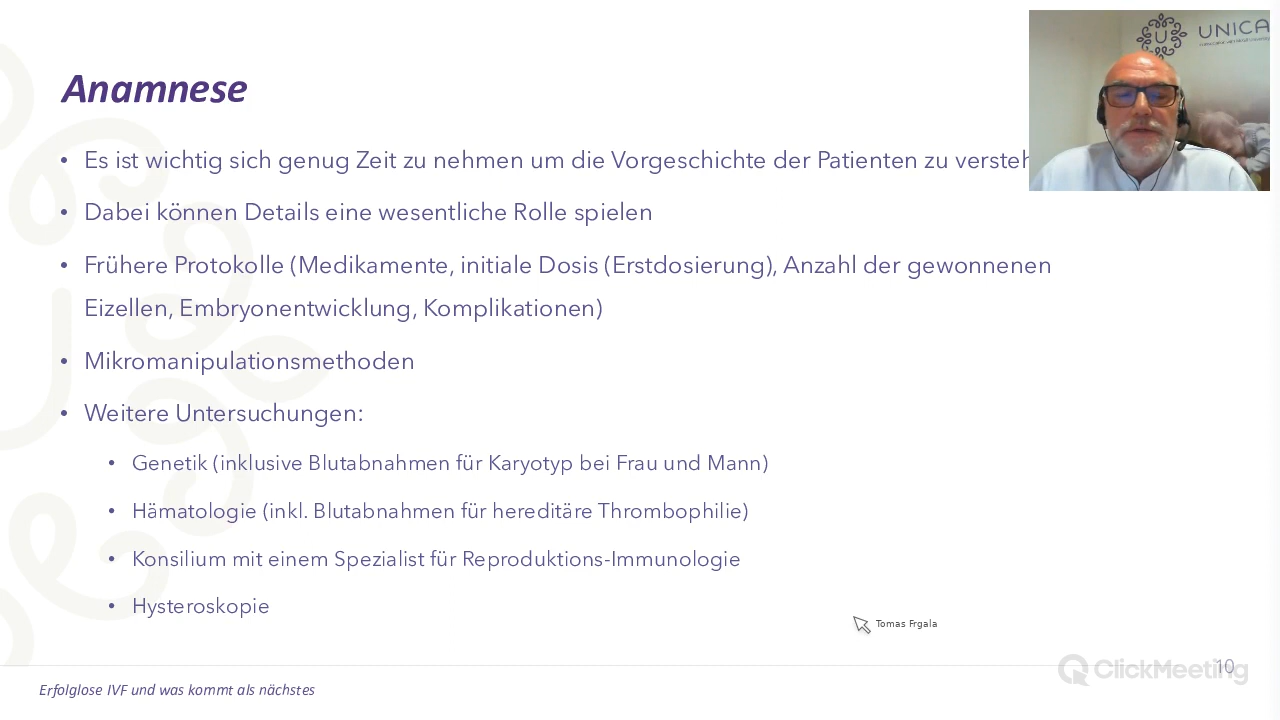 UNICA
Anamnese
• Es ist wichtig sich genug Zeit zu nehmen um die Vorgeschichte der Patienten zu versteh
• Dabei können Details eine wesentliche Rolle spielen
• Frühere Protokolle (Medikamente, initiale Dosis (Erstdosierung), Anzahl der gewonnenen
Eizellen, Embryonentwicklung, Komplikationen)
• Mikromanipulationsmethoden
• Weitere Untersuchungen:
• Genetik (inklusive Blutabnahmen für Karyotyp bei Frau und Mann)
• Hämatologie (inkl. Blutabnahmen für hereditäre Thrombophilie)
• Konsilium mit einem Spezialist für Reproduktions-Immunologie
• Hysteroskopie
Tomas Frgala
10
ClickMeeting
Erfolglose IVF und was kommt als nächstes